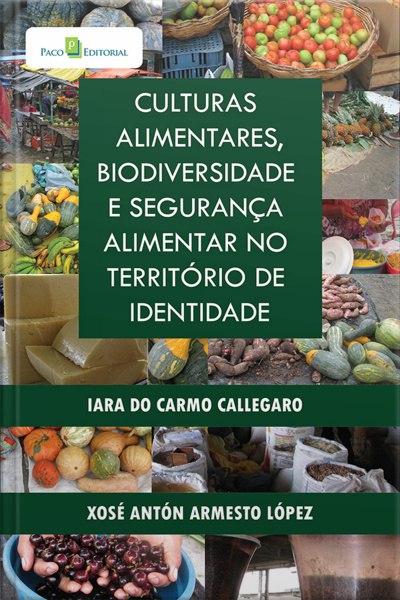 PACO EDITORIAL
CULTURAS
ALIMENTARES,
BIODIVERSIDADE
E SEGURANÇA
ALIMENTAR NO
TERRITÓRIO DE
IDENTIDADE
IARA DO CARMO CALLEGARO
XOSÉ ANTÓN ARMESTO LÓPEZ